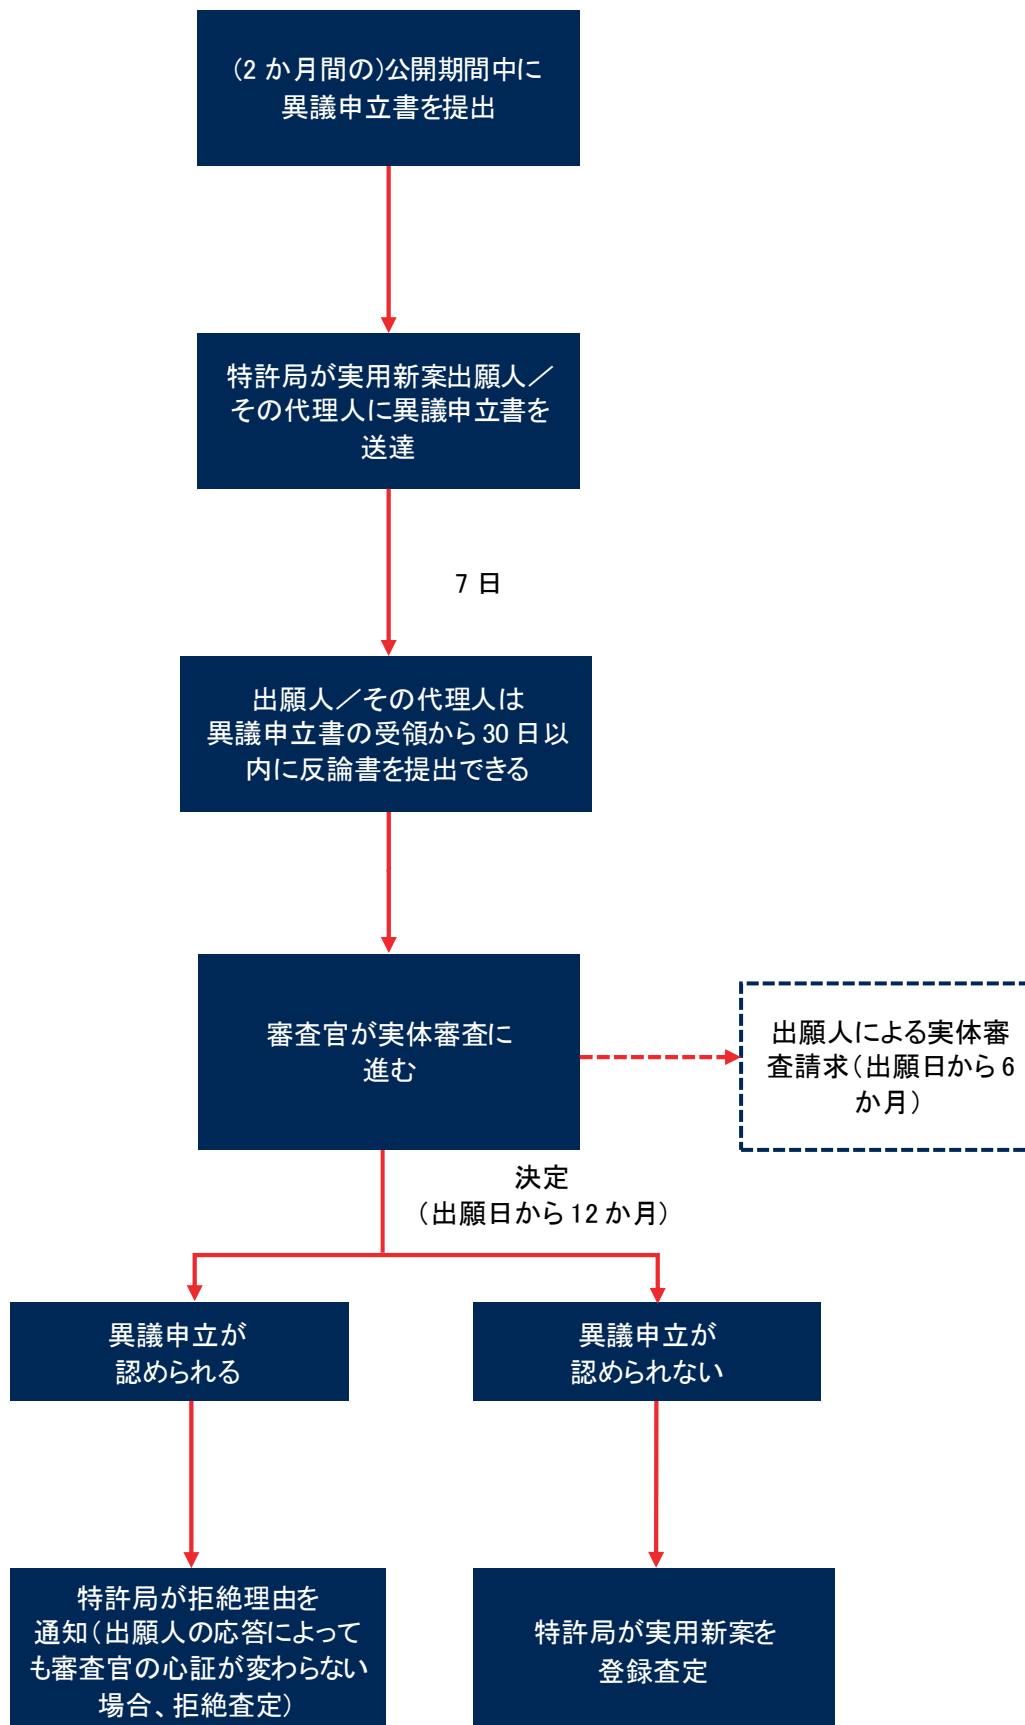 (2 か月間の)公開期間中に
異議申立書を提出
特許局が実用新案出願人／
その代理人に異議申立書を
送達
7 日
出願人／その代理人は
異議申立書の受領から 30 日以
内に反論書を提出できる
審査官が実体審査に
進む
出願人による実体審
査請求（出願日から 6
か月）
決定
（出願日から 12 か月）
異議申立が
認められる
異議申立が
認められない
特許局が拒絶理由を
通知（出願人の応答によって
も審査官の心証が変わらない
場合、拒絶査定）
特許局が実用新案を
登録査定